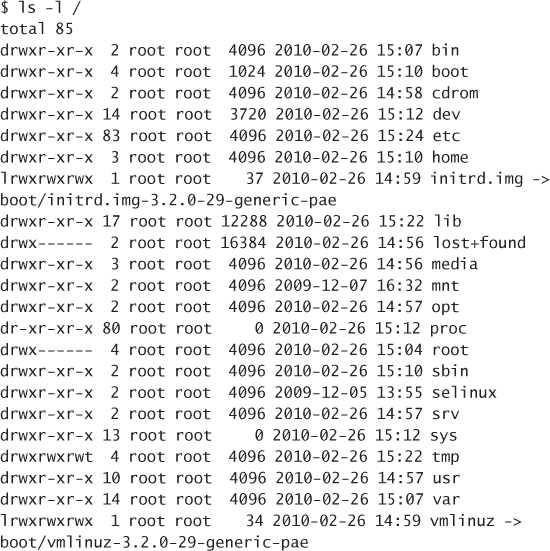 $ ls -l /
total 85
drwxr-xr-x  2 root root  4096 2010-02-26 15:07 bin
drwxr-xr-x  4 root root  1024 2010-02-26 15:10 boot
drwxr-xr-x  2 root root  4096 2010-02-26 14:58 cdrom
drwxr-xr-x 14 root root  3720 2010-02-26 15:12 dev
drwxr-xr-x 83 root root  4096 2010-02-26 15:24 etc
drwxr-xr-x  3 root root  4096 2010-02-26 15:10 home
lrwxrwxrwx  1 root root    37 2010-02-26 14:59 initrd.img ->
boot/initrd.img-3.2.0-29-generic-pae
drwxr-xr-x 17 root root 12288 2010-02-26 15:22 lib
drwx------  2 root root 16384 2010-02-26 14:56 lost+found
drwxr-xr-x  3 root root  4096 2010-02-26 14:56 media
drwxr-xr-x  2 root root  4096 2009-12-07 16:32 mnt
drwxr-xr-x  2 root root  4096 2010-02-26 14:57 opt
dr-xr-xr-x 80 root root     0 2010-02-26 15:12 proc
drwx------  4 root root  4096 2010-02-26 15:04 root
drwxr-xr-x  2 root root  4096 2010-02-26 15:10 sbin
drwxr-xr-x  2 root root  4096 2009-12-05 13:55 selinux
drwxr-xr-x  2 root root  4096 2010-02-26 14:57 srv
drwxr-xr-x 13 root root     0 2010-02-26 15:12 sys
drwxrwxrwt  4 root root  4096 2010-02-26 15:22 tmp
drwxr-xr-x 10 root root  4096 2010-02-26 14:57 usr
drwxr-xr-x 14 root root  4096 2010-02-26 15:07 var
lrwxrwxrwx  1 root root    34 2010-02-26 14:59 vmlinuz ->
boot/vmlinuz-3.2.0-29-generic-pae